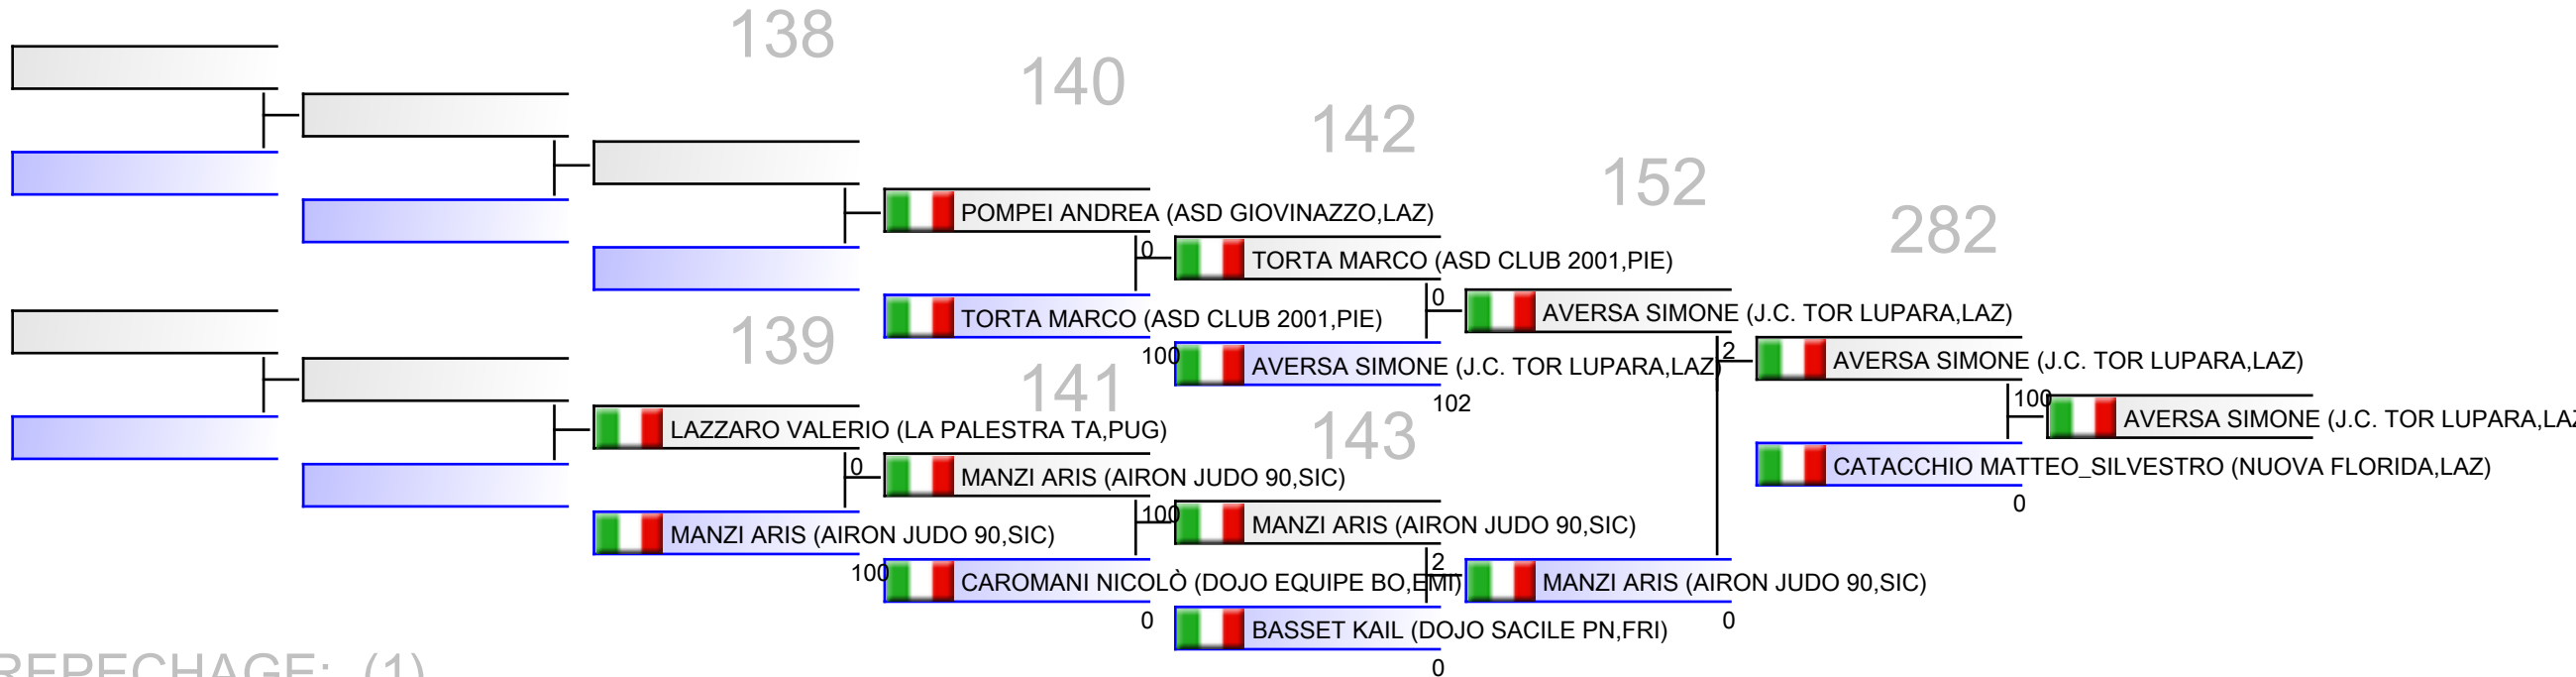 138
140
142
152
282
POMPEI ANDREA (ASD GIOVINAZZO,LAZ)
0
TORTA MARCO (ASD CLUB 2001,PIE)
0
TORTA MARCO (ASD CLUB 2001,PIE)
AVERSA SIMONE (J.C. TOR LUPARA,LAZ)
139
100
2
AVERSA SIMONE (J.C. TOR LUPARA,LAZ)
AVERSA SIMONE (J.C. TOR LUPARA,LAZ)
141
102
100
AVERSA SIMONE (J.C. TOR LUPARA,LAZ
LAZZARO VALERIO (LA PALESTRA TA,PUG)
143
0
CATACCHIO MATTEO_SILVESTRO (NUOVA FLORIDA,LAZ)
MANZI ARIS (AIRON JUDO 90,SIC)
0
100
MANZI ARIS (AIRON JUDO 90,SIC)
MANZI ARIS (AIRON JUDO 90,SIC)
2
100
CAROMANI NICOLÒ (DOJO EQUIPE BO,EMI)
MANZI ARIS (AIRON JUDO 90,SIC)
0
0
BASSET KAIL (DOJO SACILE PN,FRI)
0
REPECHAGE: (1)